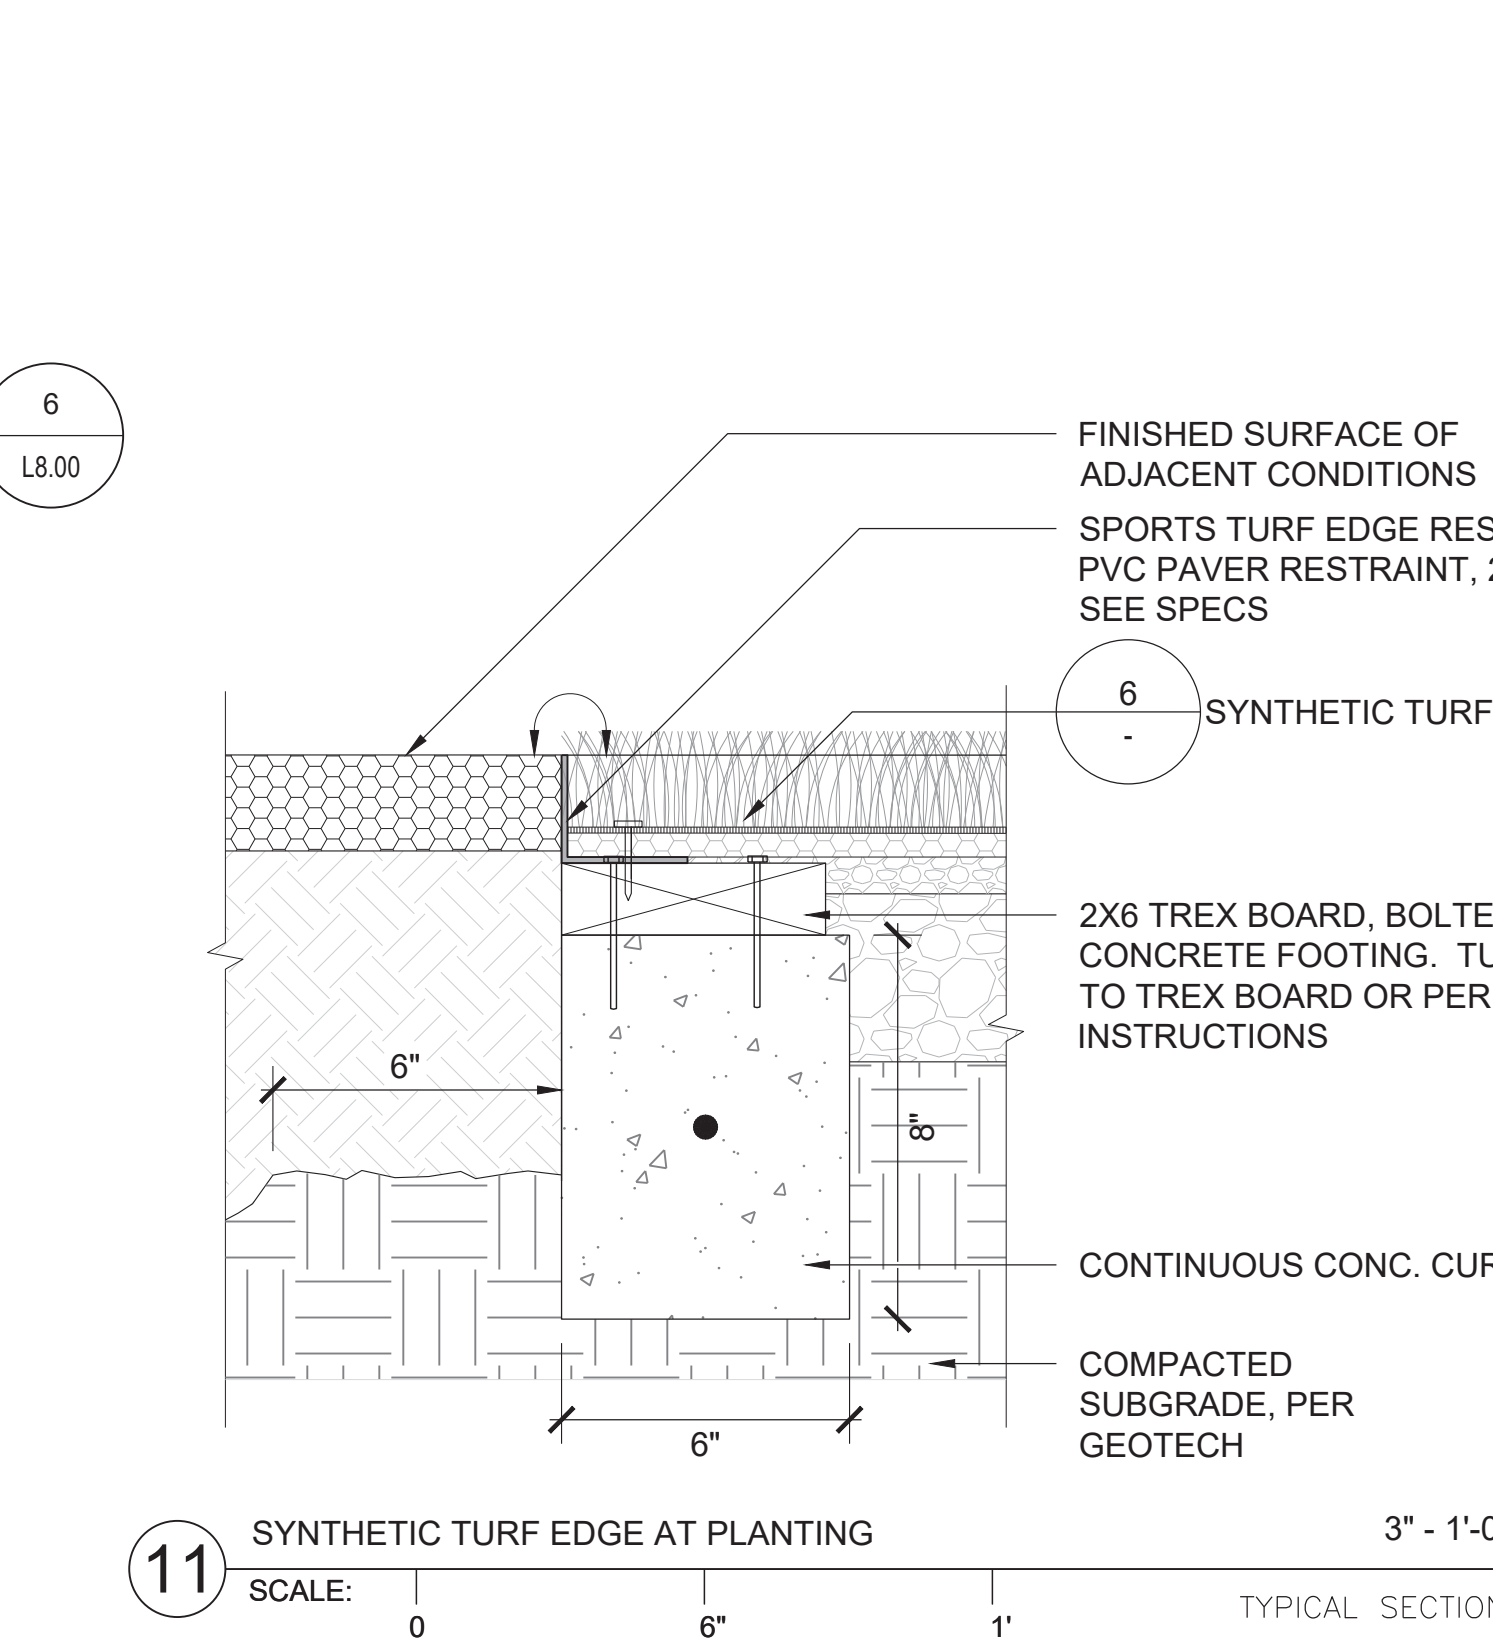 6
L8.00
FINISHED SURFACE OF
ADJACENT CONDITIONS
SPORTS TURF EDGE RES
PVC PAVER RESTRAINT, 2
SEE SPECS
6
-
SYNTHETIC TURF
2X6 TREX BOARD, BOLTE
CONCRETE FOOTING. TU
TO TREX BOARD OR PER
INSTRUCTIONS
6"
8"
CONTINUOUS CONC. CUR
COMPACTED
SUBGRADE, PER
GEOTECH
6"
11
SYNTHETIC TURF EDGE AT PLANTING
3" - 1'-0
SCALE:
0
6"
1'
TYPICAL SECTION